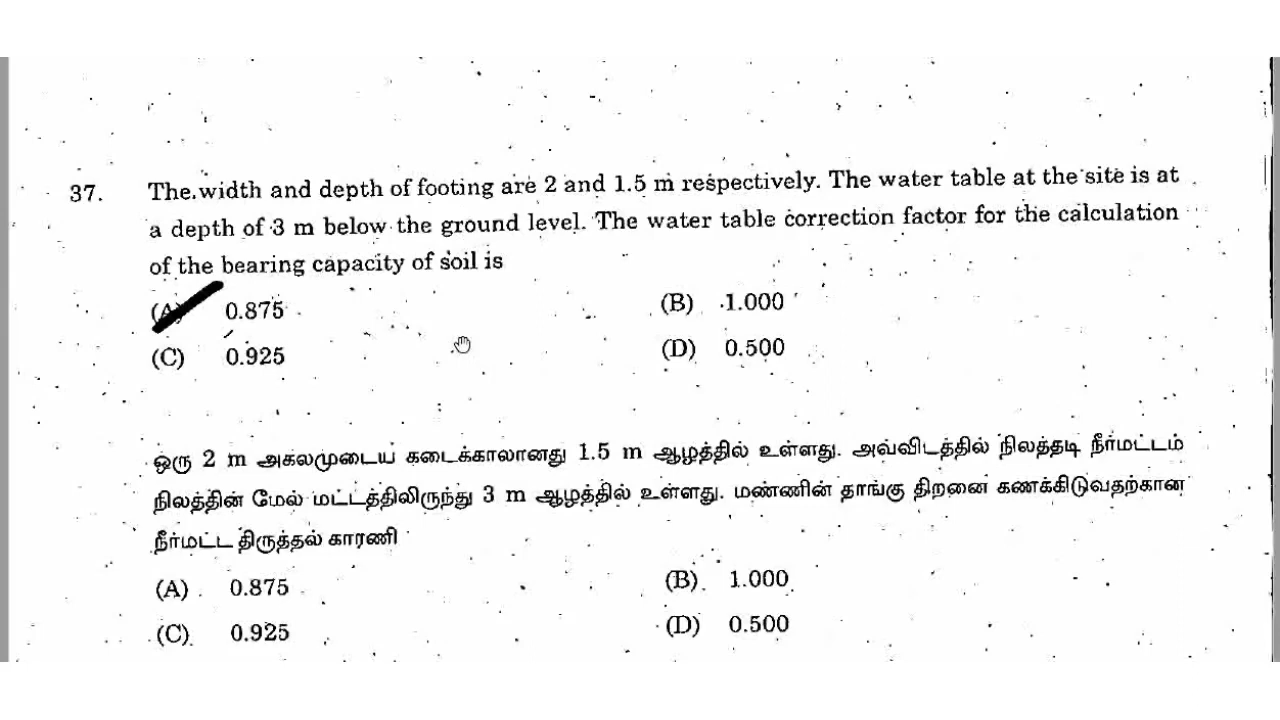 37. The width and depth of footing are 2 and 1.5 m respectively. The water table at the site is at
a depth of 3 m below the ground level. The water table correction factor for the calculation
of the bearing capacity of soil is
(A) 0.875 (B) 1.000
(C) 0.925 (D) 0.500
ஒரு 2 m அகலமுடைய கடைக்காலானது 1.5 m ஆழத்தில் உள்ளது. அவ்விடத்தில் நிலத்தடி நீர்மட்டம்
நிலத்தின் மேல் மட்டத்திலிருந்து 3 m ஆழத்தில் உள்ளது. மண்ணின் தாங்கு திறனை கணக்கிடுவதற்கான
நீர்மட்ட திருத்தல் காரணி
(A) 0.875 (B) 1.000
(C) 0.925 (D) 0.500